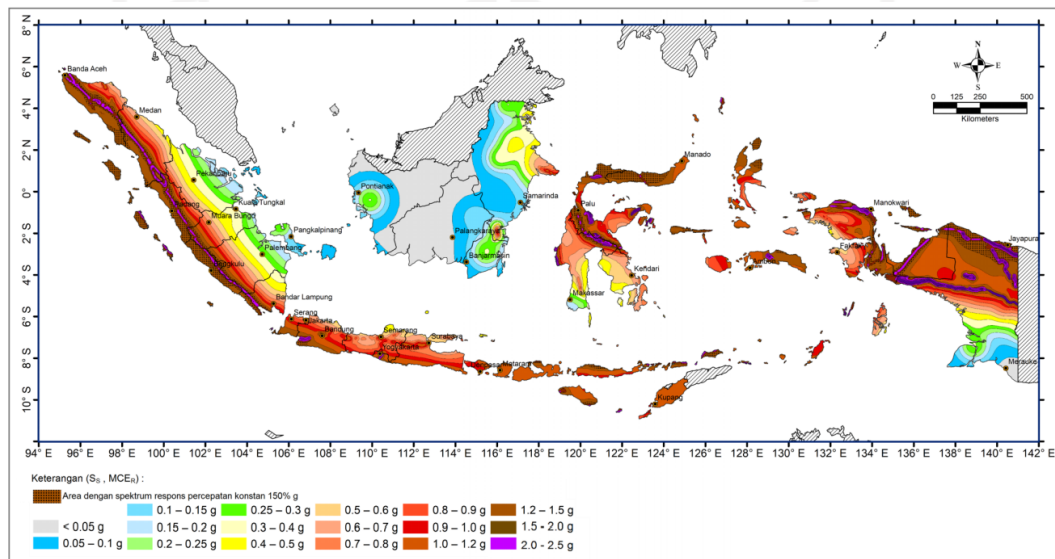 8° N
6° N
4° N
2° N
0°
2° S
4° S
6° S
8° S
10° S
N
W E
S
0 125 250 500
Kilometers
Banda Aceh
Medan
Pekanbaru
Kuala Tungkal
Padang
Muara Bungo
Pangkalpinang
Palembang
Bengkulu
Bandar Lampung
Serang
Jakarta
Bandung
Semarang
Yogyakarta
Surabaya
Denpasar
Mataram
Kupang
Pontianak
Samarinda
Palangkaraya
Banjarmasin
Manado
Palu
Kendari
Makassar
Ambon
Manokwari
Fakfak
Jayapura
Merauke
94° E 96° E 98° E 100° E 102° E 104° E 106° E 108° E 110° E 112° E 114° E 116° E 118° E 120° E 122° E 124° E 126° E 128° E 130° E 132° E 134° E 136° E 138° E 140° E 142° E
Keterangan (Ss , MCER) :
Area dengan spektrum respons percepatan konstan 150% g
< 0.05 g
0.05 – 0.1 g
0.1 – 0.15 g
0.15 – 0.2 g
0.2 – 0.25 g
0.25 – 0.3 g
0.3 – 0.4 g
0.4 – 0.5 g
0.5 – 0.6 g
0.6 – 0.7 g
0.7 – 0.8 g
0.8 – 0.9 g
0.9 – 1.0 g
1.0 – 1.2 g
1.2 – 1.5 g
1.5 - 2.0 g
2.0 - 2.5 g